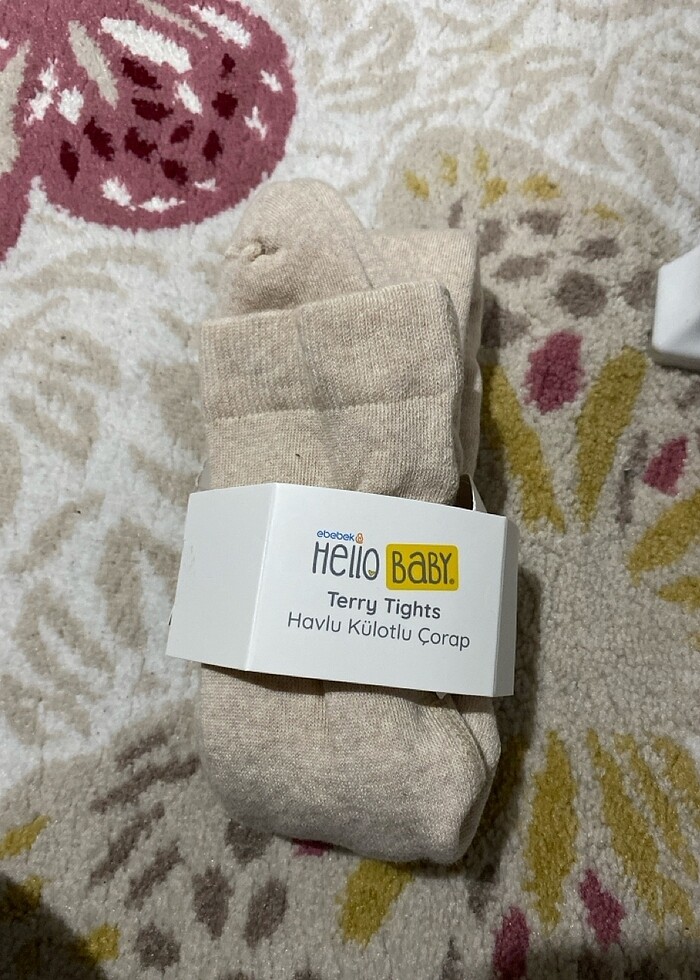 ebebek
Hello BaBY.
Terry Tights
Havlu Külotlu Çorap